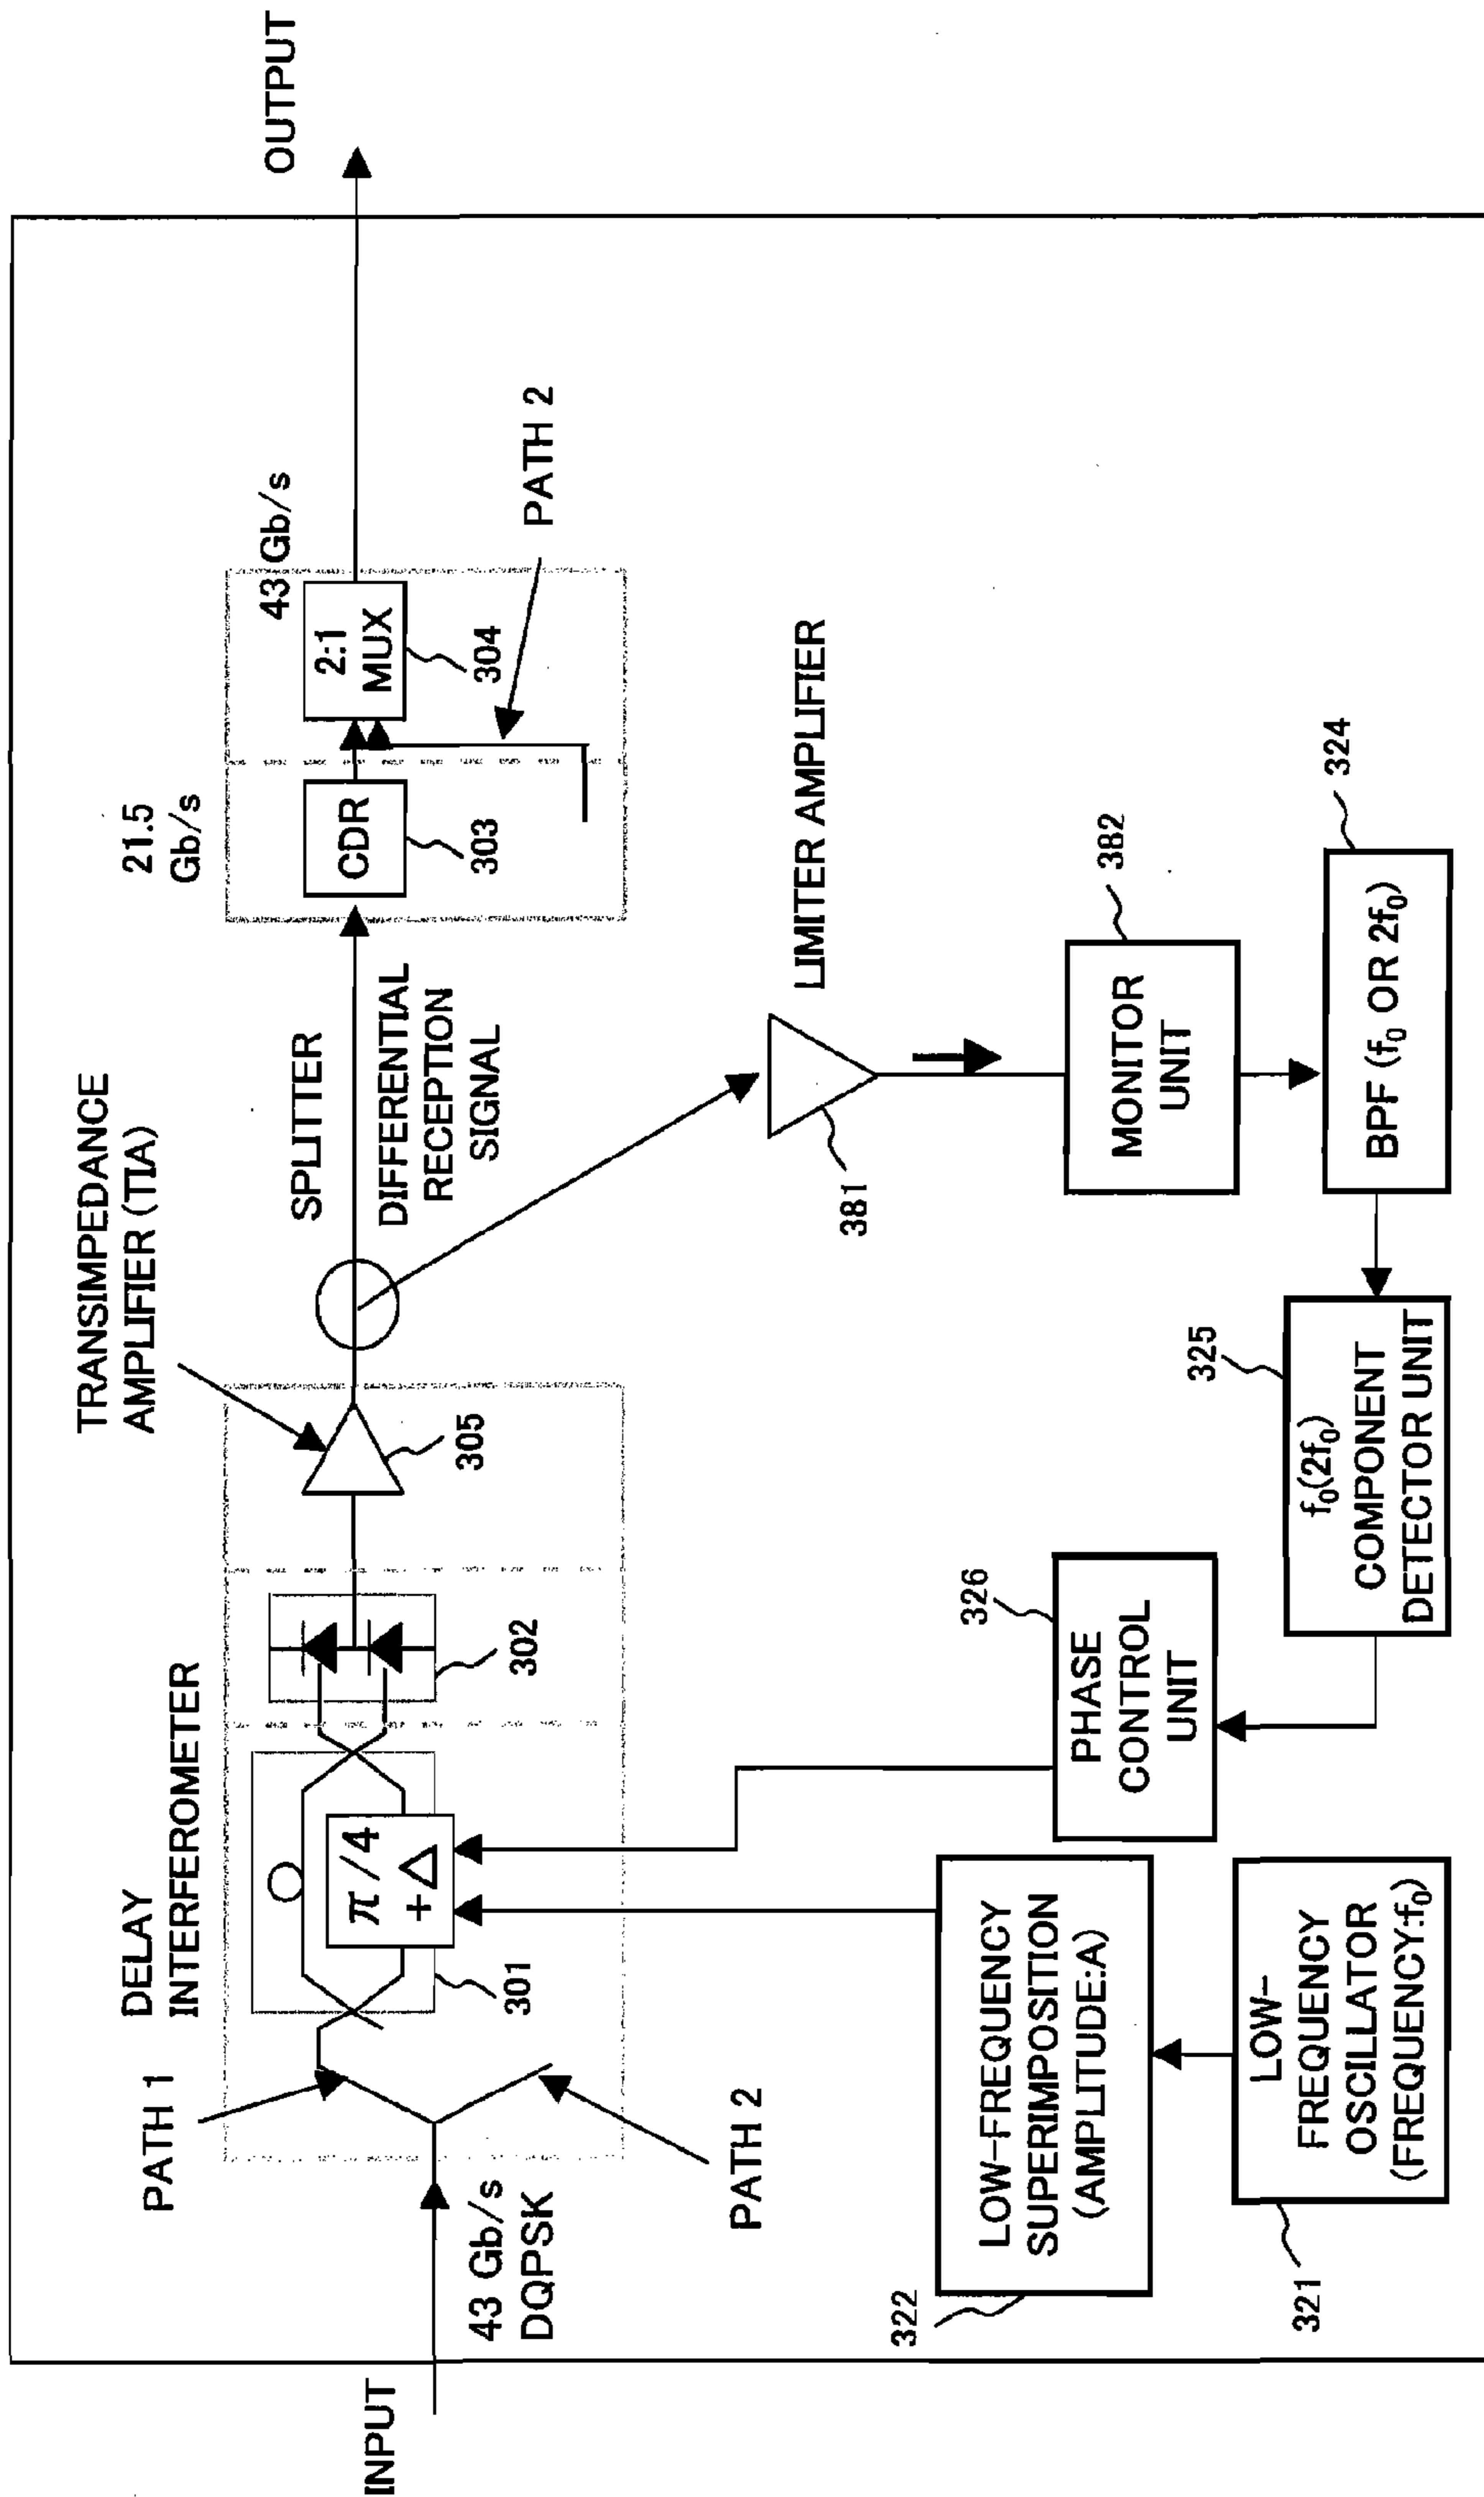 TRANSIMPEDANCE
AMPLIFIER (TIA)
DELAY
INTERFEROMETER
PATH 1
INPUT
43 Gb/s
DQPSK
PATH 2
π/4
+Δ
301
302
305
SPLITTER
DIFFERENTIAL
RECEPTION
SIGNAL
21.5
Gb/s
CDR
303
43 Gb/s
2:1
MUX
304
PATH 2
OUTPUT
LIMITER AMPLIFIER
381
MONITOR
UNIT
382
BPF (f₀ OR 2f₀)
324
f₀(2f₀)
COMPONENT
DETECTOR UNIT
325
PHASE
CONTROL
UNIT
326
LOW-FREQUENCY
SUPERIMPOSITION
(AMPLITUDE:A)
322
LOW-
FREQUENCY
OSCILLATOR
(FREQUENCY:f₀)
321